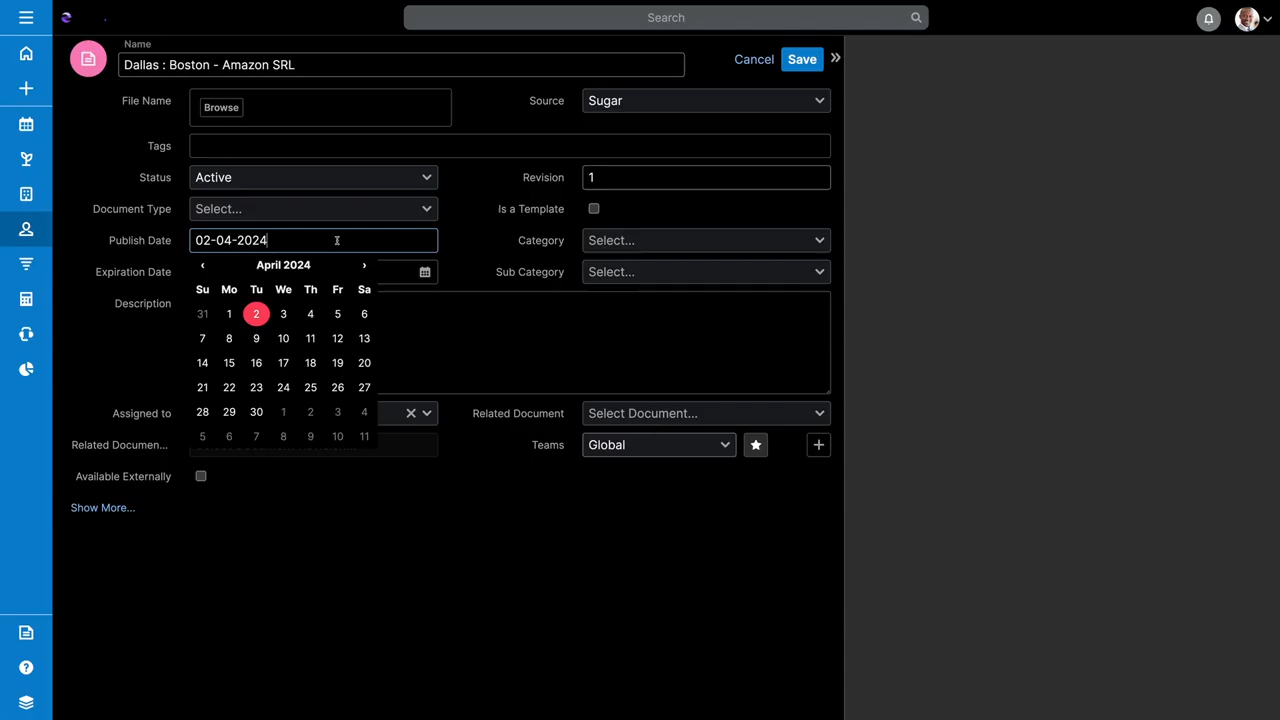 Search
Name
Dallas : Boston - Amazon SRL
Cancel
Save
File Name
Browse
Source
Sugar
Tags
Status
Active
Revision
1
Document Type
Select...
Is a Template
Publish Date
02-04-2024
Category
Select...
Expiration Date
Sub Category
Select...
April 2024
Su Mo Tu We Th Fr Sa
31 1 2 3 4 5 6
7 8 9 10 11 12 13
14 15 16 17 18 19 20
21 22 23 24 25 26 27
28 29 30 1 2 3 4
5 6 7 8 9 10 11
Description
Assigned to
Related Document
Select Document...
Related Documen...
Teams
Global
Available Externally
Show More...